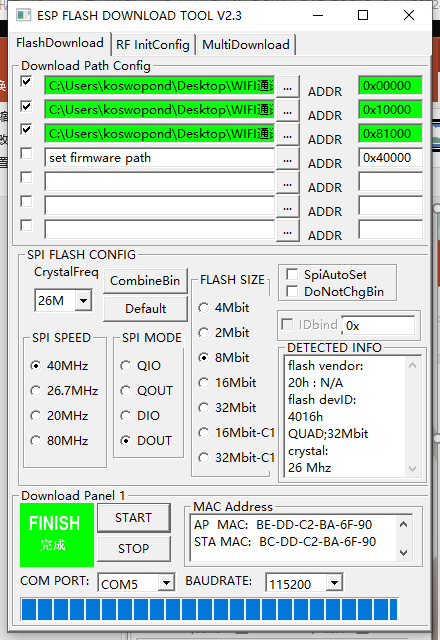 ESP FLASH DOWNLOAD TOOL V2.3
FlashDownload RF InitConfig MultiDownload
Download Path Config
C:\Users\koswopond\Desktop\WIFI通 ... ADDR 0x00000
C:\Users\koswopond\Desktop\WIFI通 ... ADDR 0x10000
C:\Users\koswopond\Desktop\WIFI通 ... ADDR 0x81000
set firmware path ... ADDR 0x40000
... ADDR
... ADDR
... ADDR
SPI FLASH CONFIG
CrystalFreq
26M
CombineBin
Default
SPI SPEED
40MHz
26.7MHz
20MHz
80MHz
SPI MODE
QIO
QOUT
DIO
DOUT
FLASH SIZE
4Mbit
2Mbit
8Mbit
16Mbit
32Mbit
16Mbit-C1
32Mbit-C1
SpiAutoSet
DoNotChgBin
IDbind 0x
DETECTED INFO
flash vendor:
20h : N/A
flash devID:
4016h
QUAD;32Mbit
crystal:
26 Mhz
Download Panel 1
FINISH
完成
START
STOP
MAC Address
AP MAC: BE-DD-C2-BA-6F-90
STA MAC: BC-DD-C2-BA-6F-90
COM PORT: COM5 BAUDRATE: 115200